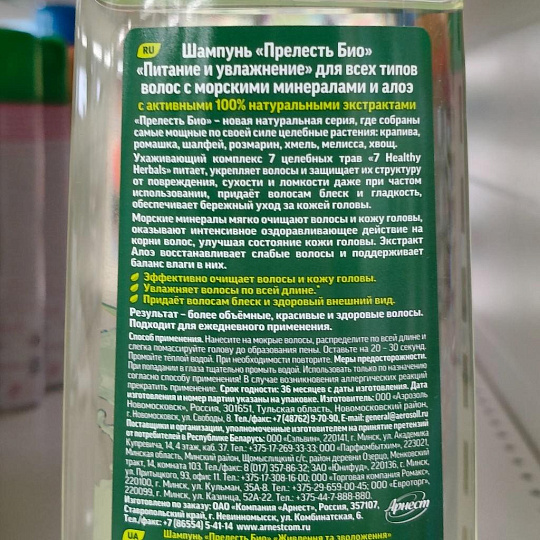 RU
Шампунь «Прелесть Био»
«Питание и увлажнение» для всех типов
волос с морскими минералами и алоэ
с активными 100% натуральными экстрактами
«Прелесть Био» – новая натуральная серия, где собраны
самые мощные по своей силе целебные растения: крапива,
ромашка, шалфей, розмарин, хмель, мелисса, хвощ.
Ухаживающий комплекс 7 целебных трав «7 Healthy
Herbals» питает, укрепляет волосы и защищает их структуру
от повреждения, сухости и ломкости даже при частом
использовании, придаёт волосам блеск и гладкость,
обеспечивает бережный уход за кожей головы.
Морские минералы мягко очищают волосы и кожу головы,
оказывают интенсивное оздоравливающее действие на
корни волос, улучшая состояние кожи головы. Экстракт
Алоэ восстанавливает слабые волосы и поддерживает
баланс влаги в них.
Эффективно очищает волосы и кожу головы.
Увлажняет волосы по всей длине.*
Придаёт волосам блеск и здоровый внешний вид.
Результат – более объёмные, красивые и здоровые волосы.
Подходит для ежедневного применения.
Способ применения. Нанесите на мокрые волосы, распределите по всей длине и
слегка помассируйте голову до образования пены. Оставьте на 20 – 30 секунд.
Промойте тёплой водой. При необходимости повторите. Меры предосторожности.
При попадании в глаза тщательно промыть водой. Использовать только по назначению
согласно способу применения! В случае возникновения аллергических реакций
прекратить применение. Срок годности: 36 месяцев с даты изготовления. Дата
изготовления и номер партии указаны на упаковке. Изготовитель: ООО «Аэрозоль
Новомосковск», Россия, 301651, Тульская область, Новомосковский район,
г. Новомосковск, ул. Свободы, 8. Тел./факс: +7 (48762) 9-70-90, E-mail: general@aerosoll.ru
Поставщики и организации, уполномоченные изготовителем на принятие претензий
от потребителей в Республике Беларусь: ООО «Сэльвин», 220141, г. Минск, ул. Академика
Купревича, 14, 4 этаж, каб. 37. Тел.: +375-17-269-33-33; ООО «Парфюмбытхим», 223021,
Минская область, Минский район, Щомыслицкий с/с, район деревни Озерцо, Менковский
тракт, 14, комната 103. Тел./факс: 8 (017) 357-86-32; ЗАО «Юнифуд», 220136, г. Минск,
ул. Притыцкого, 93, офис 11. Тел.: +375-17-308-16-00; ООО «Торговая компания Ромакс»,
220100, г. Минск, ул. Кульман, 35А-8. Тел.: +375-29-659-00-45; ООО «Евроторг»,
220099, г. Минск, ул. Казинца, 52А-22. Тел.: +375-44-7-888-880.
Изготовлено по заказу: ОАО «Компания «Арнест», Россия, 357107,
Ставропольский край, г. Невинномысск, ул. Комбинатская, 6.
Тел./факс: +7 (86554) 5-41-14 www.arnestcom.ru
Арнест
UA
Шампунь «Прелесть Био» «Живлення та зволоження»